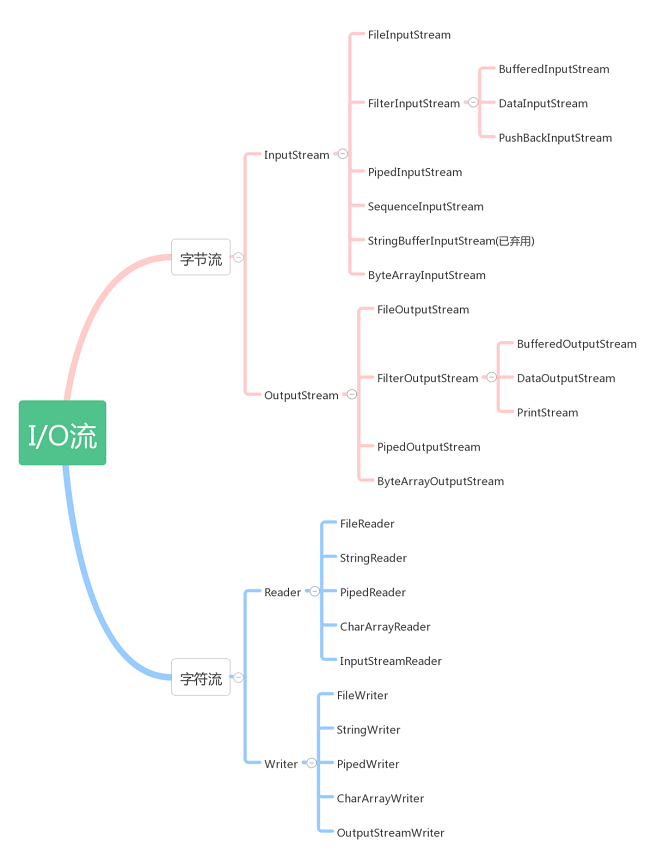 I/O流
字节流
InputStream
FileInputStream
FilterInputStream
BufferedInputStream
DataInputStream
PushBackInputStream
PipedInputStream
SequenceInputStream
StringBufferInputStream(已弃用)
ByteArrayInputStream
OutputStream
FileOutputStream
FilterOutputStream
BufferedOutputStream
DataOutputStream
PrintStream
PipedOutputStream
ByteArrayOutputStream
字符流
Reader
FileReader
StringReader
PipedReader
CharArrayReader
InputStreamReader
Writer
FileWriter
StringWriter
PipedWriter
CharArrayWriter
OutputStreamWriter